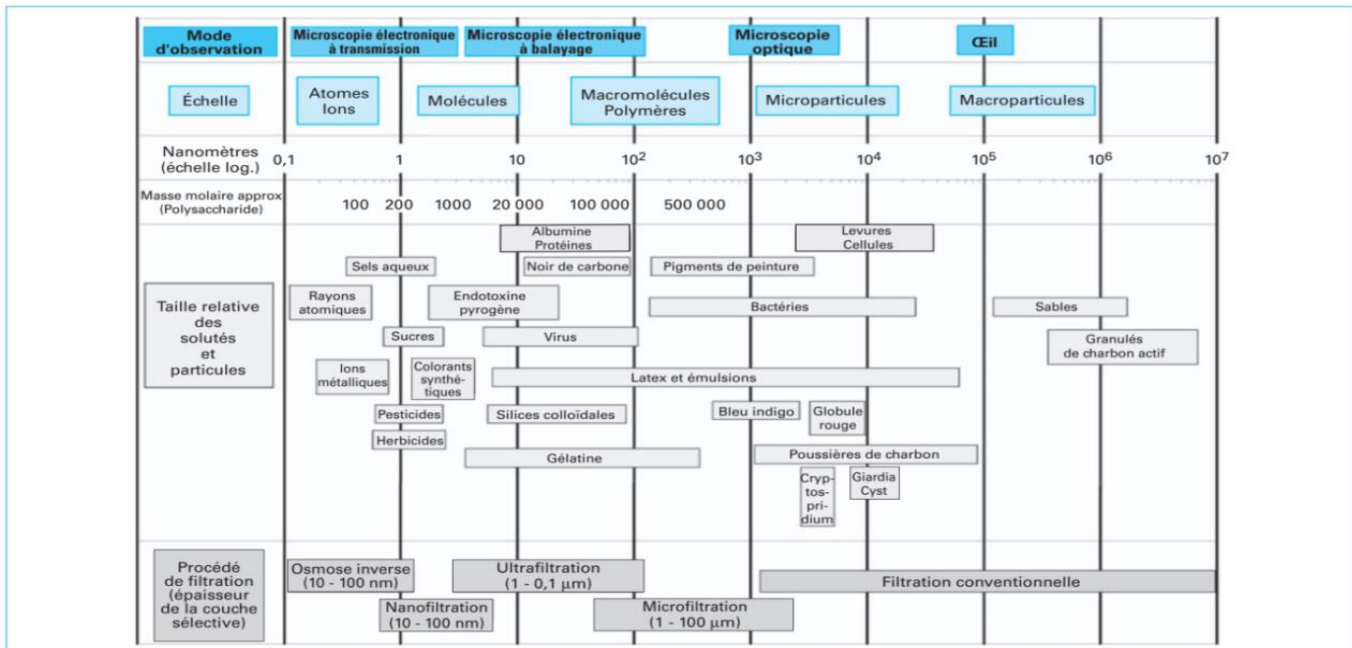 Mode
d'observation
Microscopie électronique
à transmission
Microscopie électronique
à balayage
Microscopie
optique
Œil
Échelle
Atomes
Ions
Molécules
Macromolécules
Polymères
Microparticules
Macroparticules
Nanomètres
(échelle log.)
0,1 1 10 10² 10³ 10⁴ 10⁵ 10⁶ 10⁷
Masse molaire approx
(Polysaccharide)
100 200 1000 20 000 100 000 500 000
Taille relative
des
solutés
et
particules
Albumine
Protéines
Levures
Cellules
Sels aqueux
Noir de carbone
Pigments de peinture
Rayons
atomiques
Endotoxine
pyrogène
Bactéries
Sables
Sucres
Virus
Granulés
de charbon actif
Ions
métalliques
Colorants
synthé-
tiques
Latex et émulsions
Pesticides
Silices colloïdales
Bleu indigo
Globule
rouge
Herbicides
Gélatine
Poussières de charbon
Cryp-
tos-
pri-
dium
Giardia
Cyst
Procédé
de filtration
(épaisseur
de la couche
sélective)
Osmose inverse
(10 - 100 nm)
Ultrafiltration
(1 - 0,1 µm)
Filtration conventionnelle
Nanofiltration
(10 - 100 nm)
Microfiltration
(1 - 100 µm)